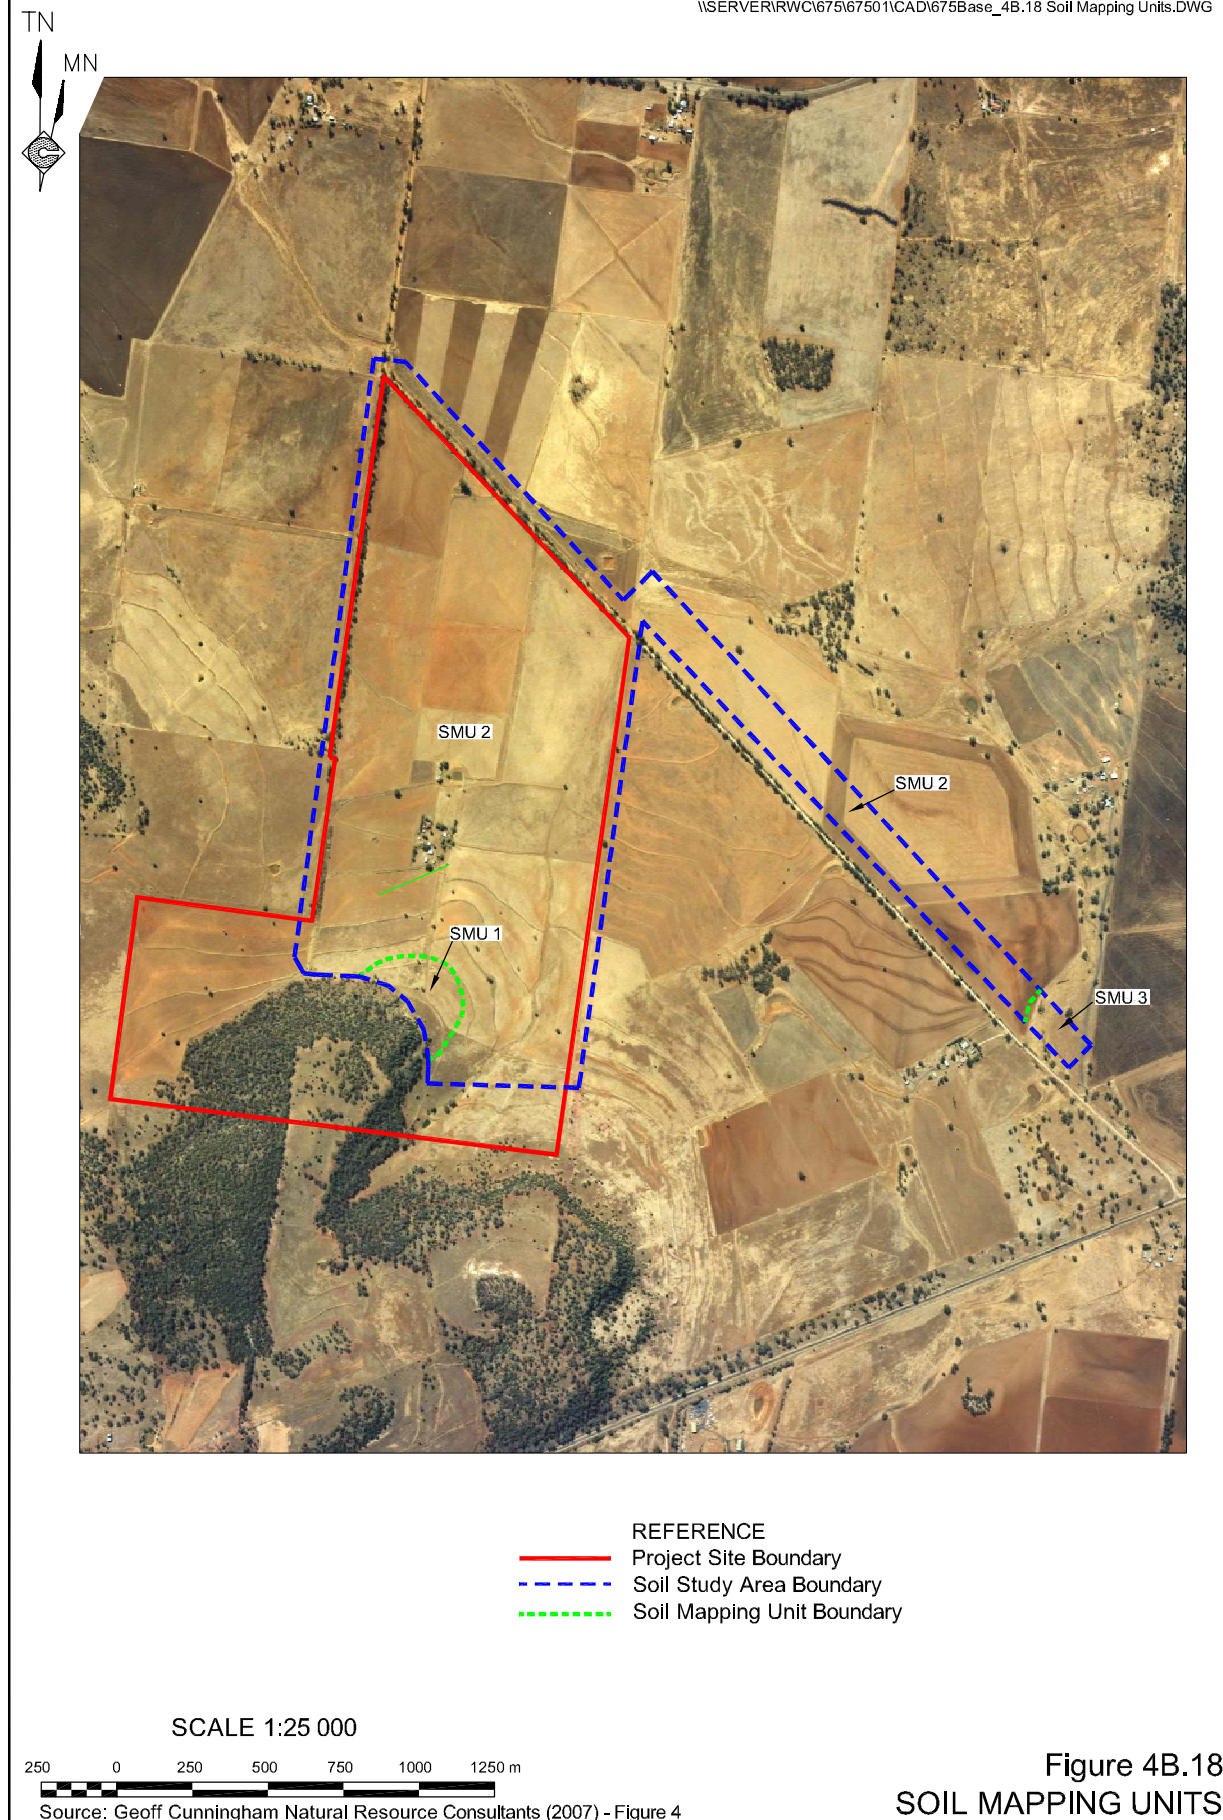 \\SERVER\RWC\675\67501\CAD\675Base_4B.18 Soil Mapping Units.DWG
TN
MN
SMU 2
SMU 2
SMU 1
SMU 3
REFERENCE
Project Site Boundary
Soil Study Area Boundary
Soil Mapping Unit Boundary
SCALE 1:25 000
250 0 250 500 750 1000 1250 m
Source: Geoff Cunningham Natural Resource Consultants (2007) - Figure 4
Figure 4B.18
SOIL MAPPING UNITS